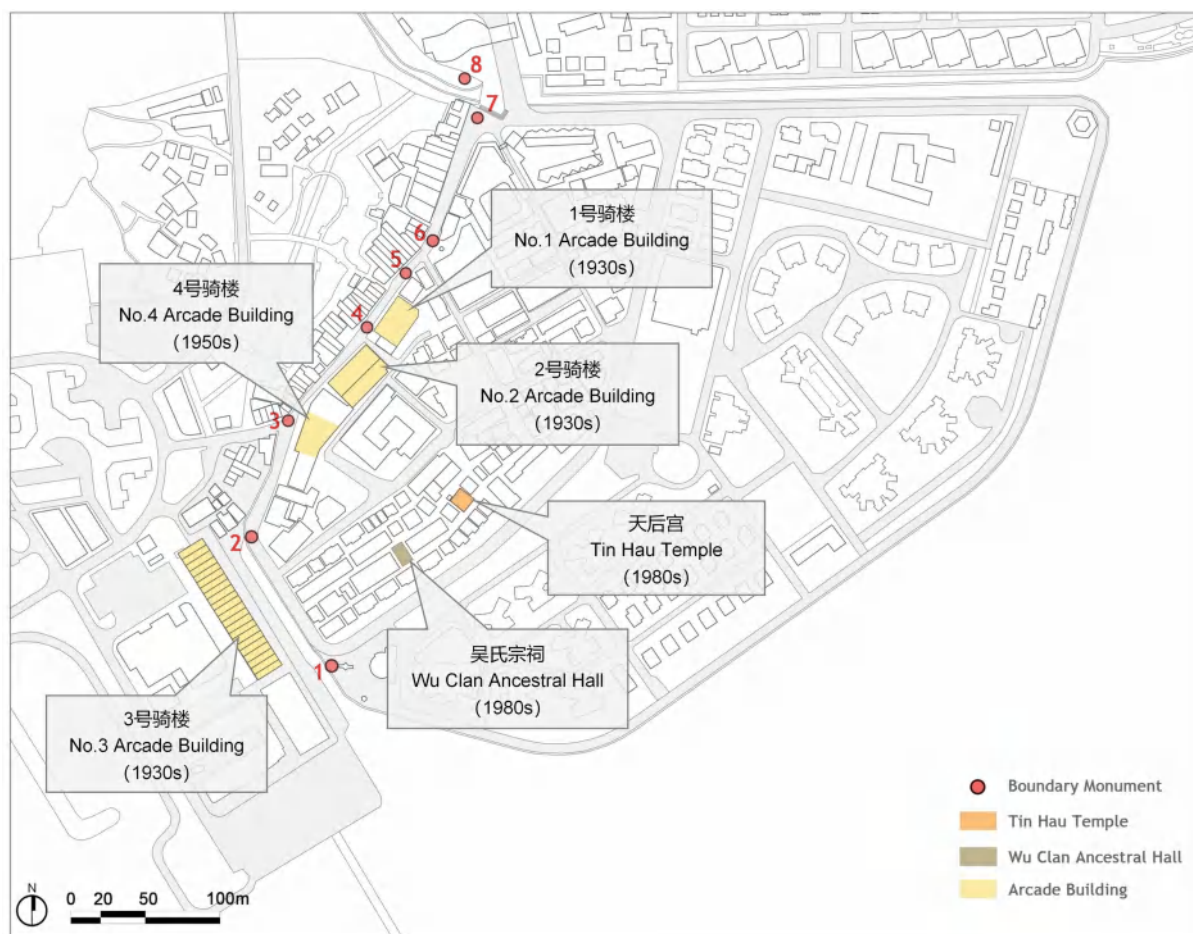 8
7
1号骑楼
No.1 Arcade Building
(1930s)
6
5
4号骑楼
No.4 Arcade Building
(1950s)
4
2号骑楼
No.2 Arcade Building
(1930s)
3
天后宫
Tin Hau Temple
(1980s)
2
吴氏宗祠
Wu Clan Ancestral Hall
(1980s)
1
3号骑楼
No.3 Arcade Building
(1930s)
Boundary Monument
Tin Hau Temple
Wu Clan Ancestral Hall
Arcade Building
N
0 20 50 100m